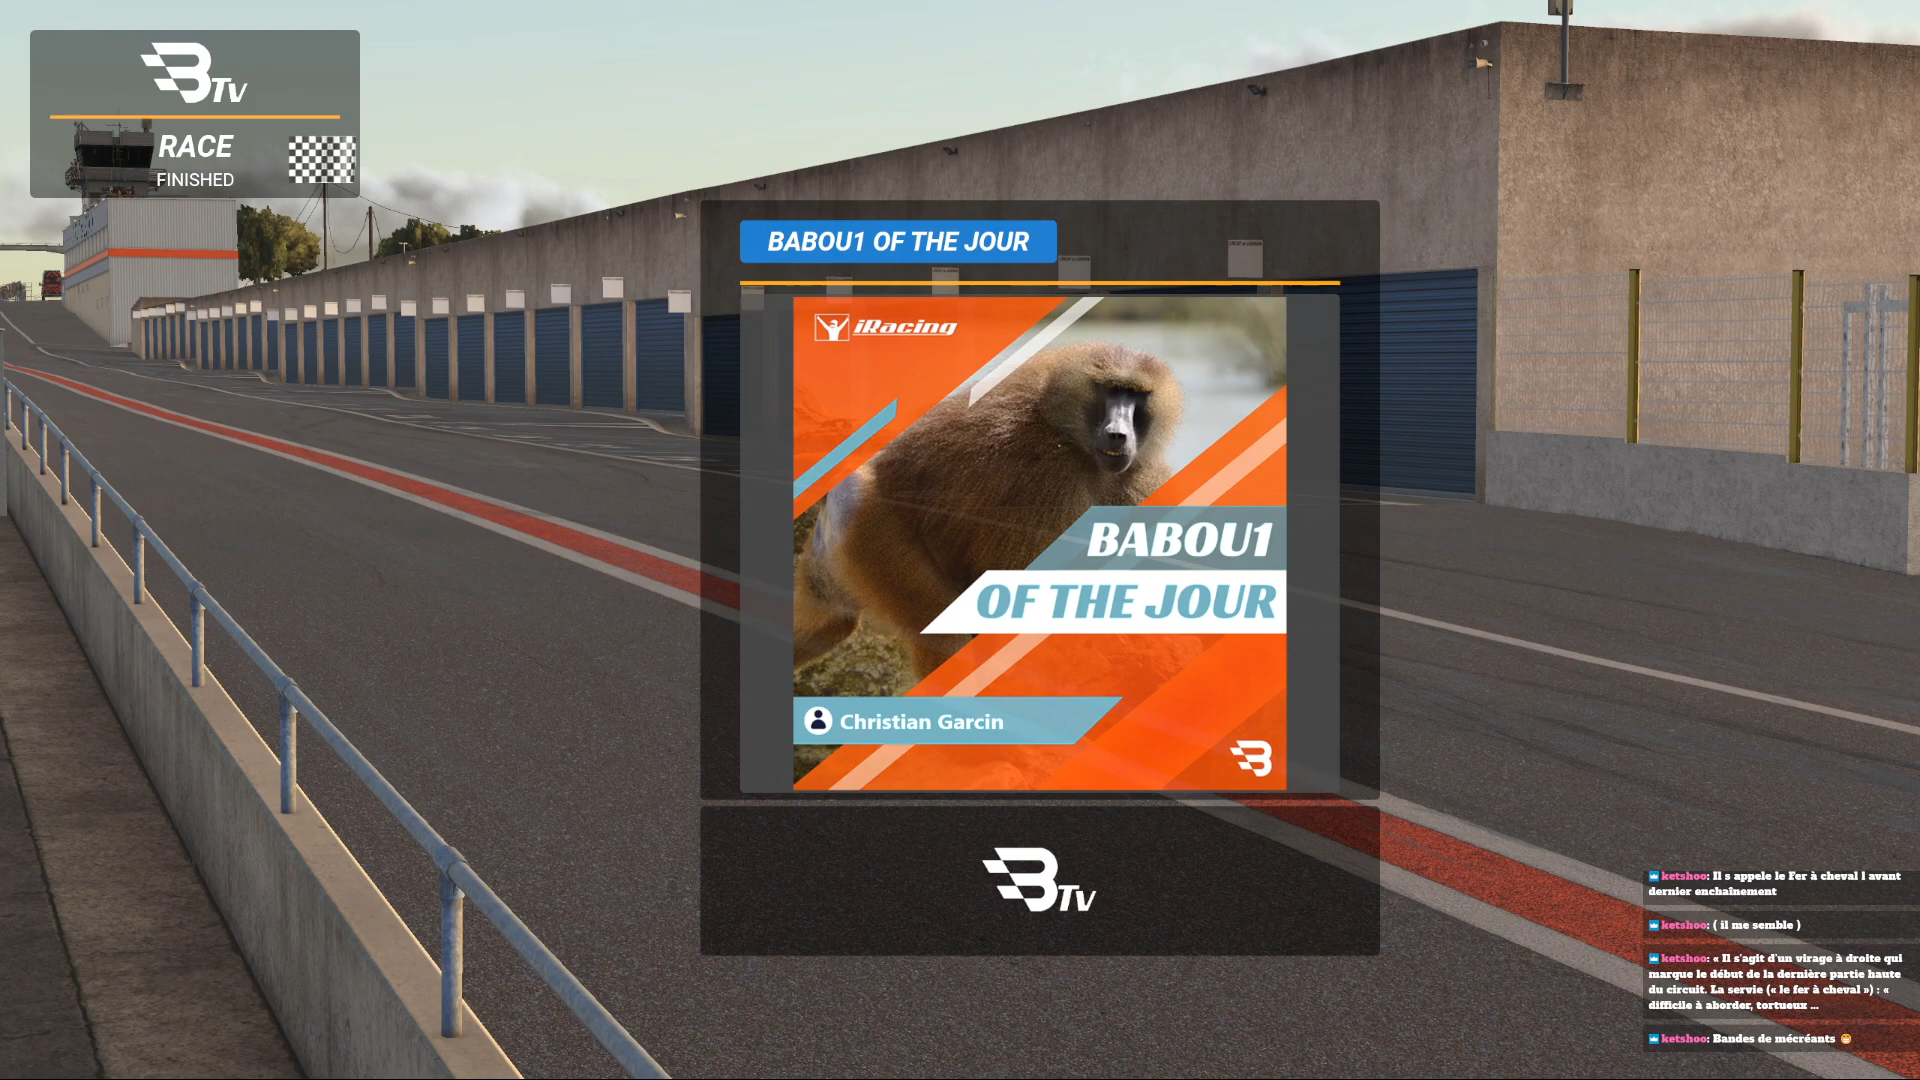 BTv
RACE
FINISHED
BABOU1 OF THE JOUR
iRacing
BABOU1
OF THE JOUR
Christian Garcin
B
BTv
ketshoo: Il s appele le Fer à cheval l avant
dernier enchaînement
ketshoo: ( il me semble )
ketshoo: « Il s'agit d'un virage à droite qui
marque le début de la dernière partie haute
du circuit. La servie (« le fer à cheval ») : «
difficile à aborder, tortueux ...
ketshoo: Bandes de mécréants 😁